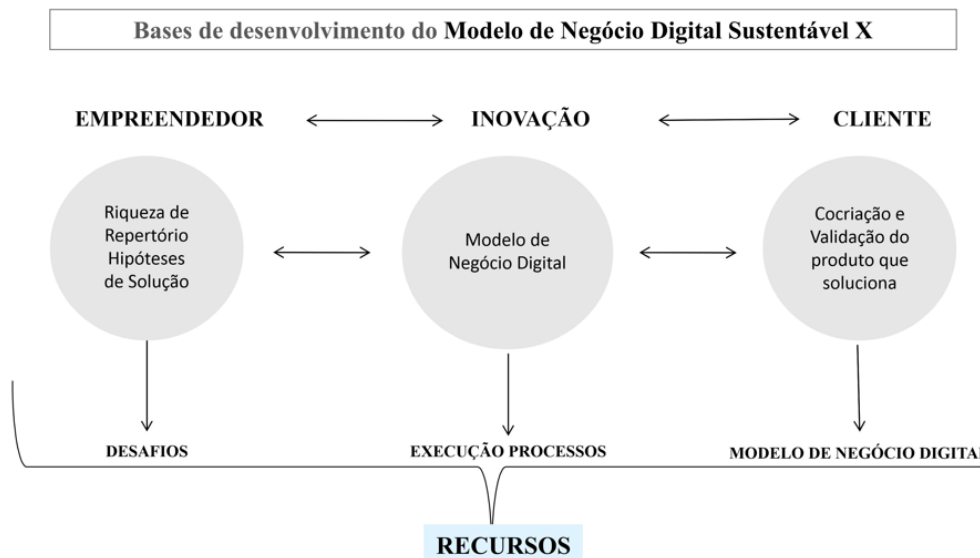 Bases de desenvolvimento do Modelo de Negócio Digital Sustentável X
EMPREENDEDOR
INOVAÇÃO
CLIENTE
Riqueza de
Repertório
Hipóteses
de Solução
Modelo de
Negócio Digital
Cocriação e
Validação do
produto que
soluciona
DESAFIOS
EXECUÇÃO PROCESSOS
MODELO DE NEGÓCIO DIGITAL
RECURSOS